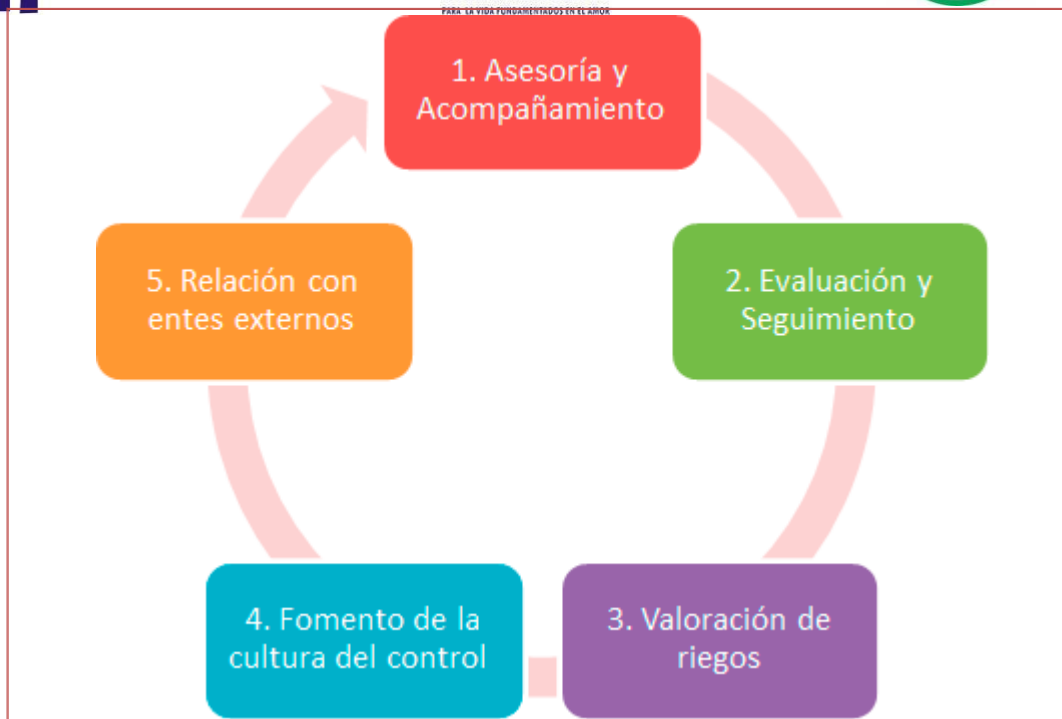 PARA LA VIDA FUNDAMENTADOS EN EL AMOR
1. Asesoría y
Acompañamiento
2. Evaluación y
Seguimiento
3. Valoración de
riegos
4. Fomento de la
cultura del control
5. Relación con
entes externos